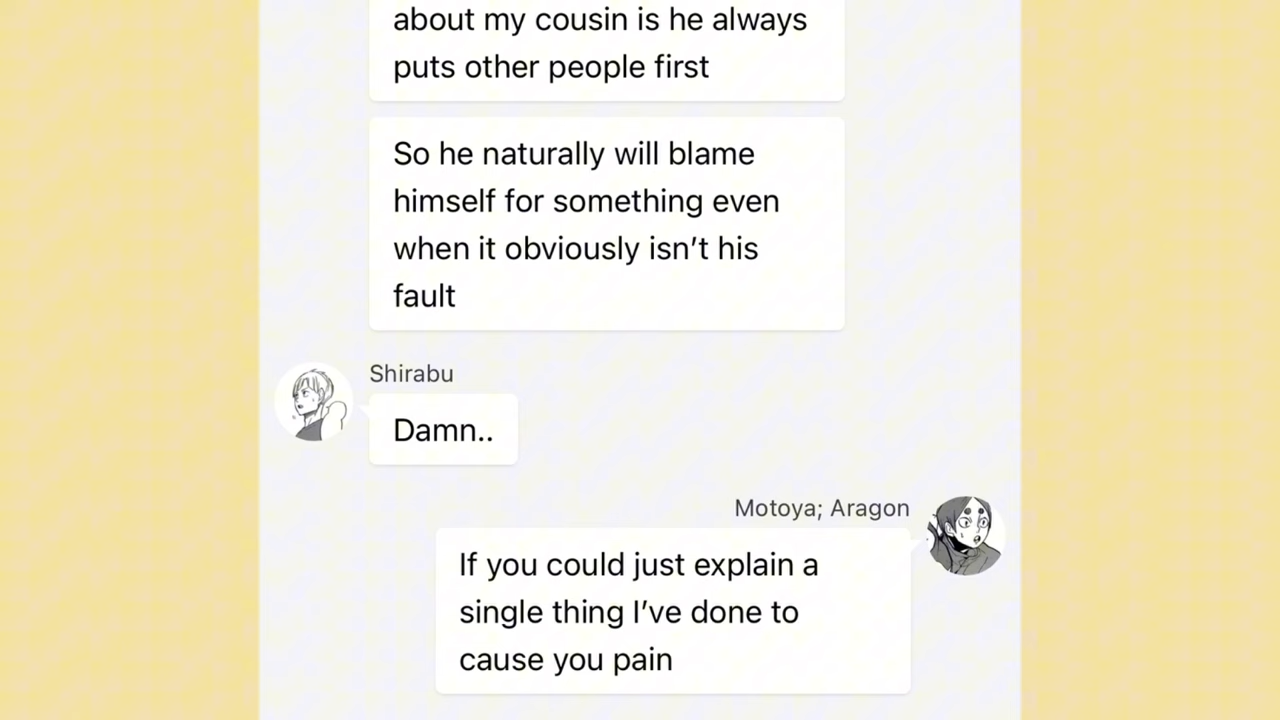 about my cousin is he always
puts other people first
So he naturally will blame
himself for something even
when it obviously isn’t his
fault
Shirabu
Damn..
Motoya; Aragon
If you could just explain a
single thing I’ve done to
cause you pain